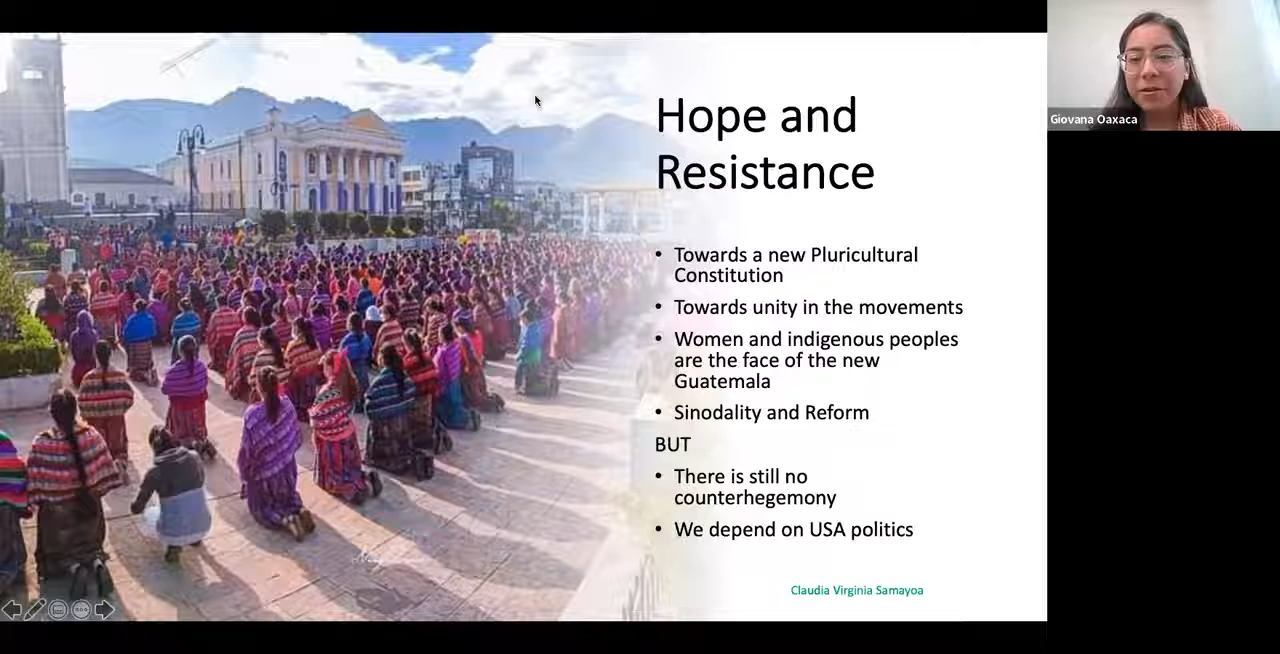 Hope and
Resistance
• Towards a new Pluricultural
Constitution
• Towards unity in the movements
• Women and indigenous peoples
are the face of the new
Guatemala
• Sinodality and Reform
BUT
• There is still no
counterhegemony
• We depend on USA politics
Claudia Virginia Samayoa
Giovana Oaxaca